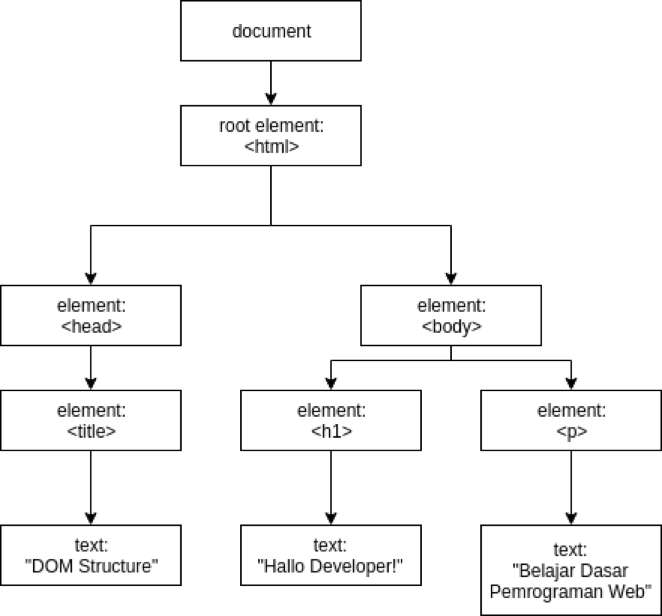 document
root element:
<html>
element:
<head>
element:
<body>
element:
<title>
element:
<h1>
element:
<p>
text:
"DOM Structure"
text:
"Hallo Developer!"
text:
"Belajar Dasar
Pemrograman Web"